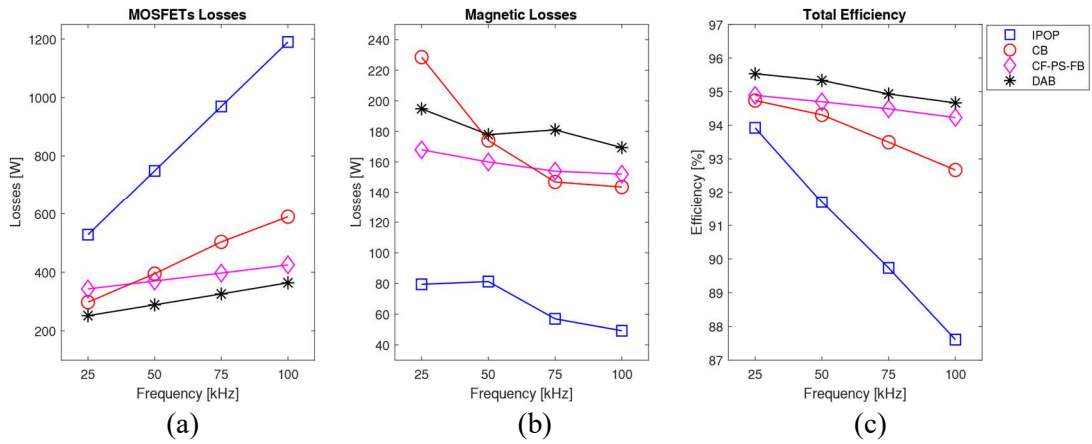 MOSFETs Losses
1200
1000
800
600
400
200
Losses [W]
25 50 75 100
Frequency [kHz]
(a)
Magnetic Losses
240
220
200
180
160
140
120
100
80
60
40
Losses [W]
25 50 75 100
Frequency [kHz]
(b)
Total Efficiency
97
96
95
94
93
92
91
90
89
88
87
Efficiency [%]
25 50 75 100
Frequency [kHz]
(c)
IPOP
CB
CF-PS-FB
DAB